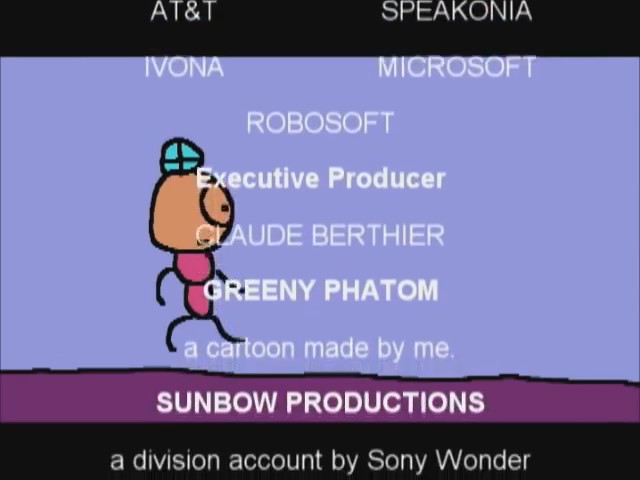 AT&T SPEAKONIA
IVONA MICROSOFT
ROBOSOFT
Executive Producer
CLAUDE BERTHIER
GREENY PHATOM
a cartoon made by me.
SUNBOW PRODUCTIONS
a division account by Sony Wonder